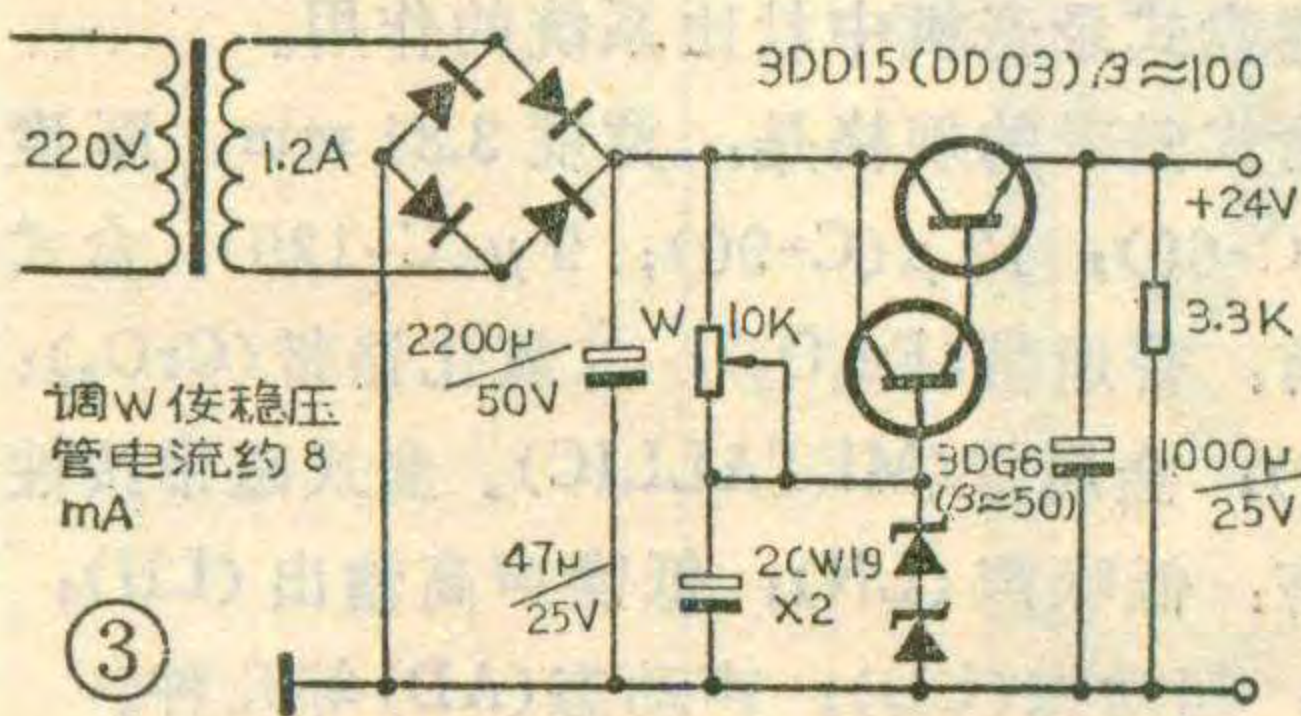 3DD15(DD03)β≈100
220V~
1.2A
+24V
2200μ
50V
W
10K
3.3K
调W使稳压
管电流约8
mA
3DG6
(β≈50)
1000μ
25V
47μ
25V
2CW19
X2
③